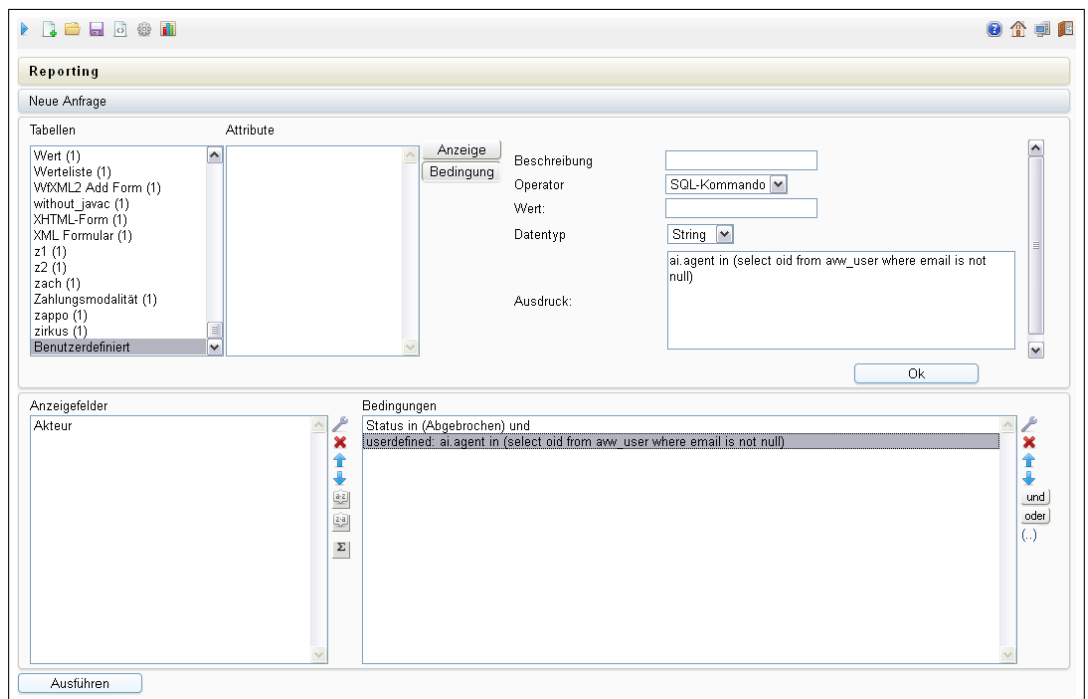 Reporting
Neue Anfrage
Tabellen
Attribute
Wert (1)
Werteliste (1)
WfXML2 Add Form (1)
without_javac (1)
XHTML-Form (1)
XML Formular (1)
z1 (1)
z2 (1)
zach (1)
Zahlungsmodalität (1)
zappo (1)
zirkus (1)
Benutzerdefiniert
Anzeige
Bedingung
Beschreibung
Operator
SQL-Kommando
Wert:
Datentyp
String
Ausdruck:
ai.agent in (select oid from avw_user where email is not
null)
Ok
Anzeigefelder
Akteur
a-z
z-a
Σ
Bedingungen
Status in (Abgebrochen) und
userdefined: ai.agent in (select oid from avw_user where email is not null)
und
oder
(..)
Ausführen